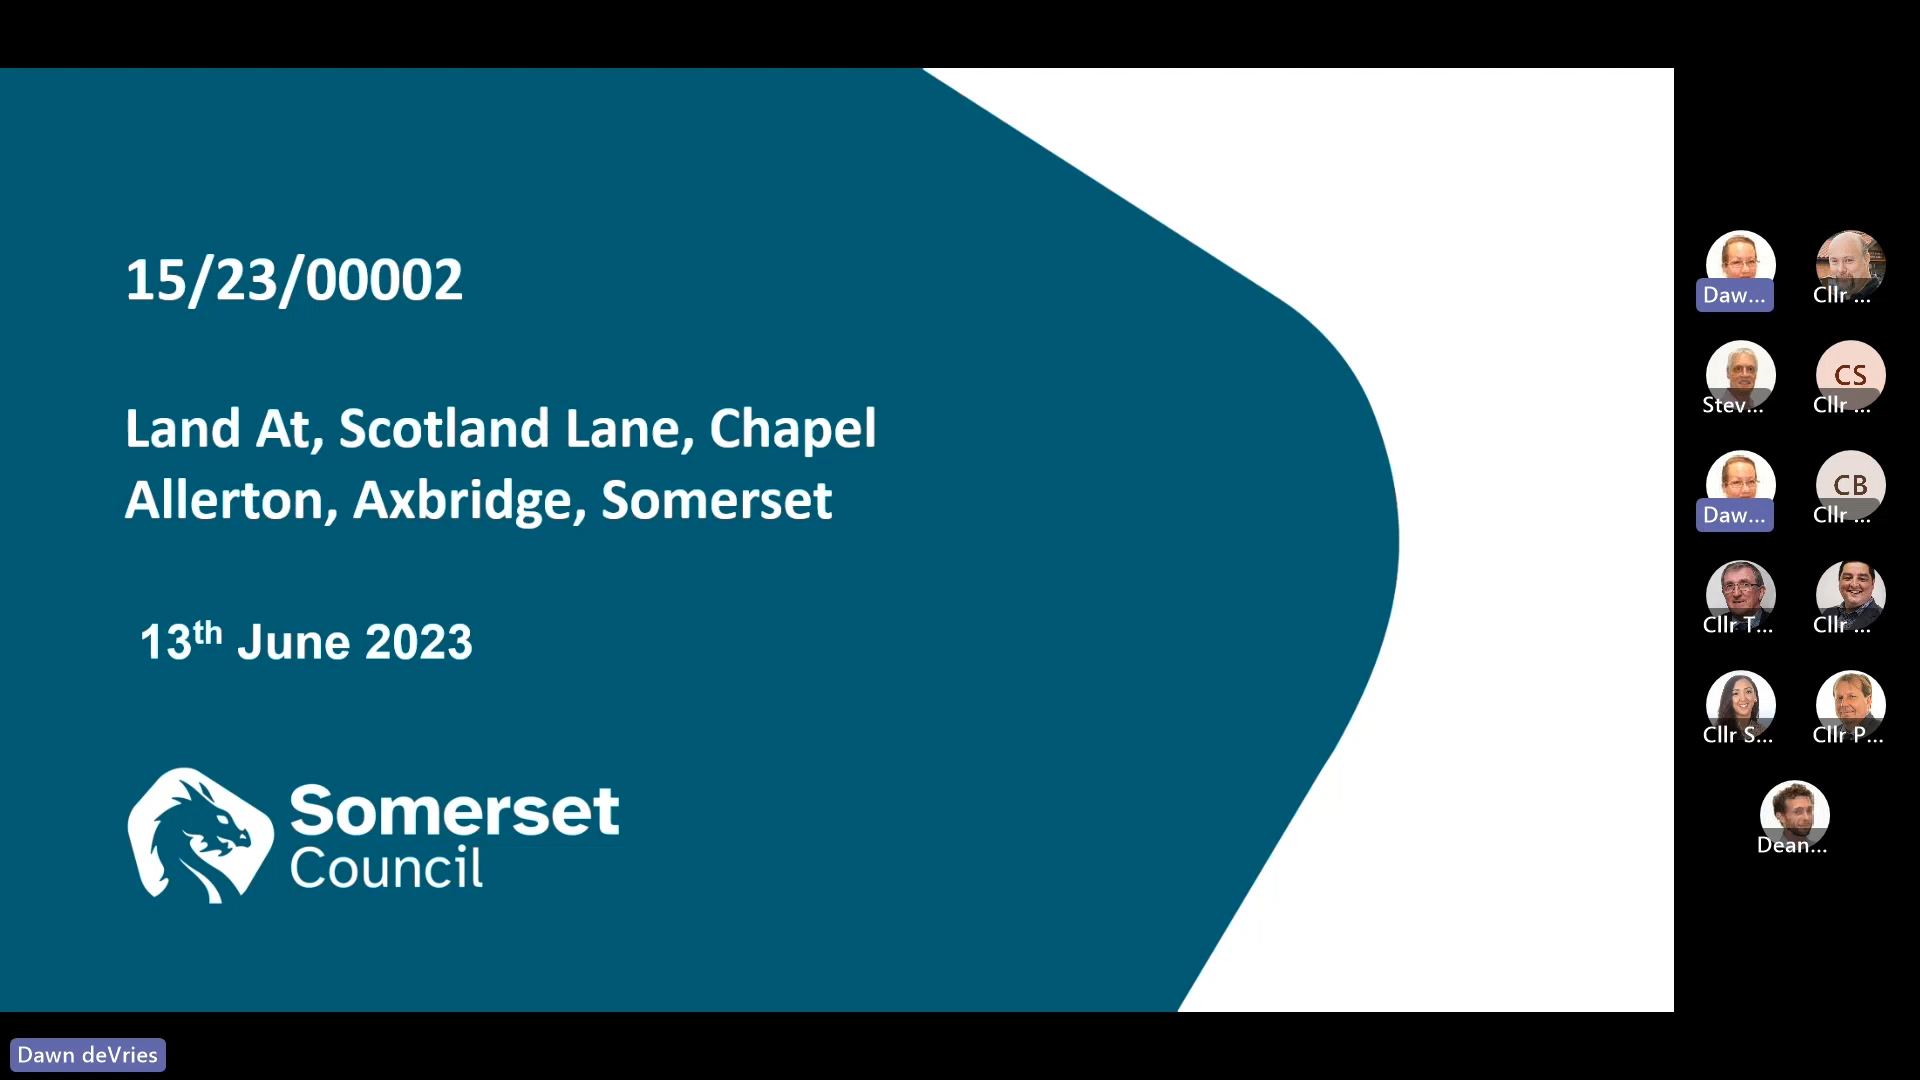 15/23/00002
Land At, Scotland Lane, Chapel
Allerton, Axbridge, Somerset
13th June 2023
Somerset
Council
Daw...
Cllr ...
Stev...
CS
Cllr ...
Daw...
CB
Cllr ...
Cllr T...
Cllr ...
Cllr S...
Cllr P...
Dean...
Dawn deVries